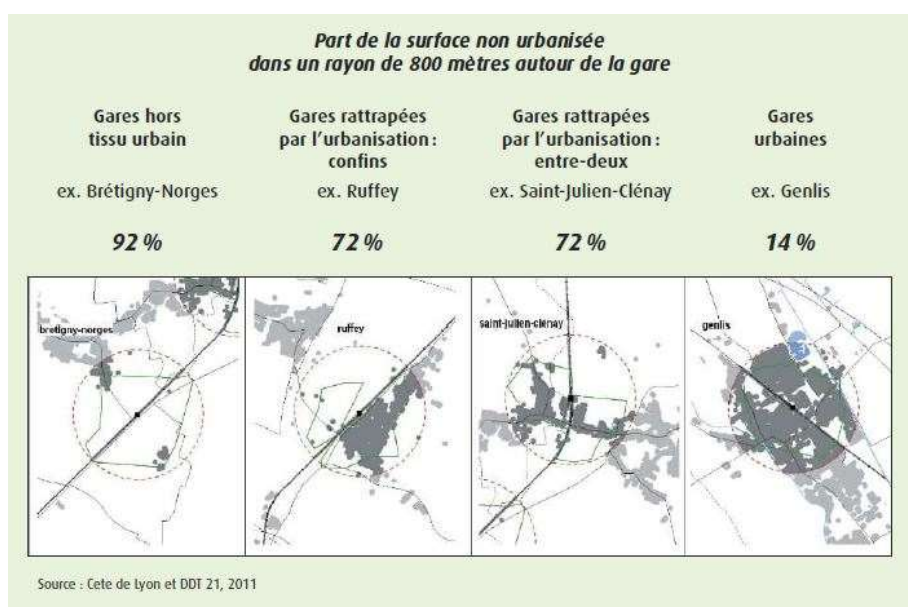 Part de la surface non urbanisée
dans un rayon de 800 mètres autour de la gare
Gares hors
tissu urbain
ex. Brétigny-Norges
92 %
Gares rattrapées
par l'urbanisation :
confins
ex. Ruffey
72 %
Gares rattrapées
par l'urbanisation :
entre-deux
ex. Saint-Julien-Clénay
72 %
Gares
urbaines
ex. Genlis
14 %
bretigny-norges
ruffey
saint-julien-clénay
genlis
Source : Cete de Lyon et DDT 21, 2011